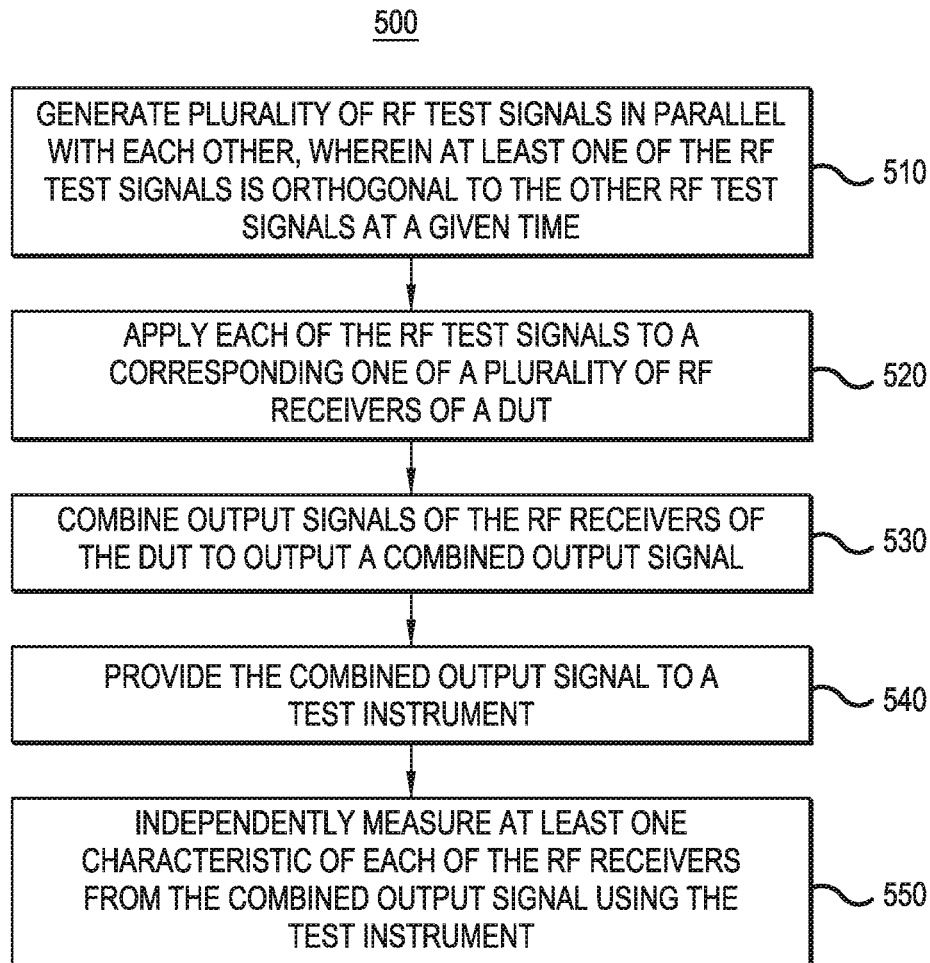 500
GENERATE PLURALITY OF RF TEST SIGNALS IN PARALLEL
WITH EACH OTHER, WHEREIN AT LEAST ONE OF THE RF
TEST SIGNALS IS ORTHOGONAL TO THE OTHER RF TEST
SIGNALS AT A GIVEN TIME
510
APPLY EACH OF THE RF TEST SIGNALS TO A
CORRESPONDING ONE OF A PLURALITY OF RF
RECEIVERS OF A DUT
520
COMBINE OUTPUT SIGNALS OF THE RF RECEIVERS OF
THE DUT TO OUTPUT A COMBINED OUTPUT SIGNAL
530
PROVIDE THE COMBINED OUTPUT SIGNAL TO A
TEST INSTRUMENT
540
INDEPENDENTLY MEASURE AT LEAST ONE
CHARACTERISTIC OF EACH OF THE RF RECEIVERS
FROM THE COMBINED OUTPUT SIGNAL USING THE
TEST INSTRUMENT
550